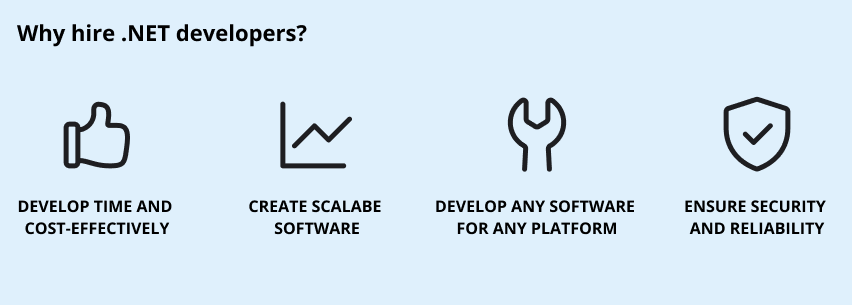 Why hire .NET developers?
DEVELOP TIME AND
COST-EFFECTIVELY
CREATE SCALABE
SOFTWARE
DEVELOP ANY SOFTWARE
FOR ANY PLATFORM
ENSURE SECURITY
AND RELIABILITY